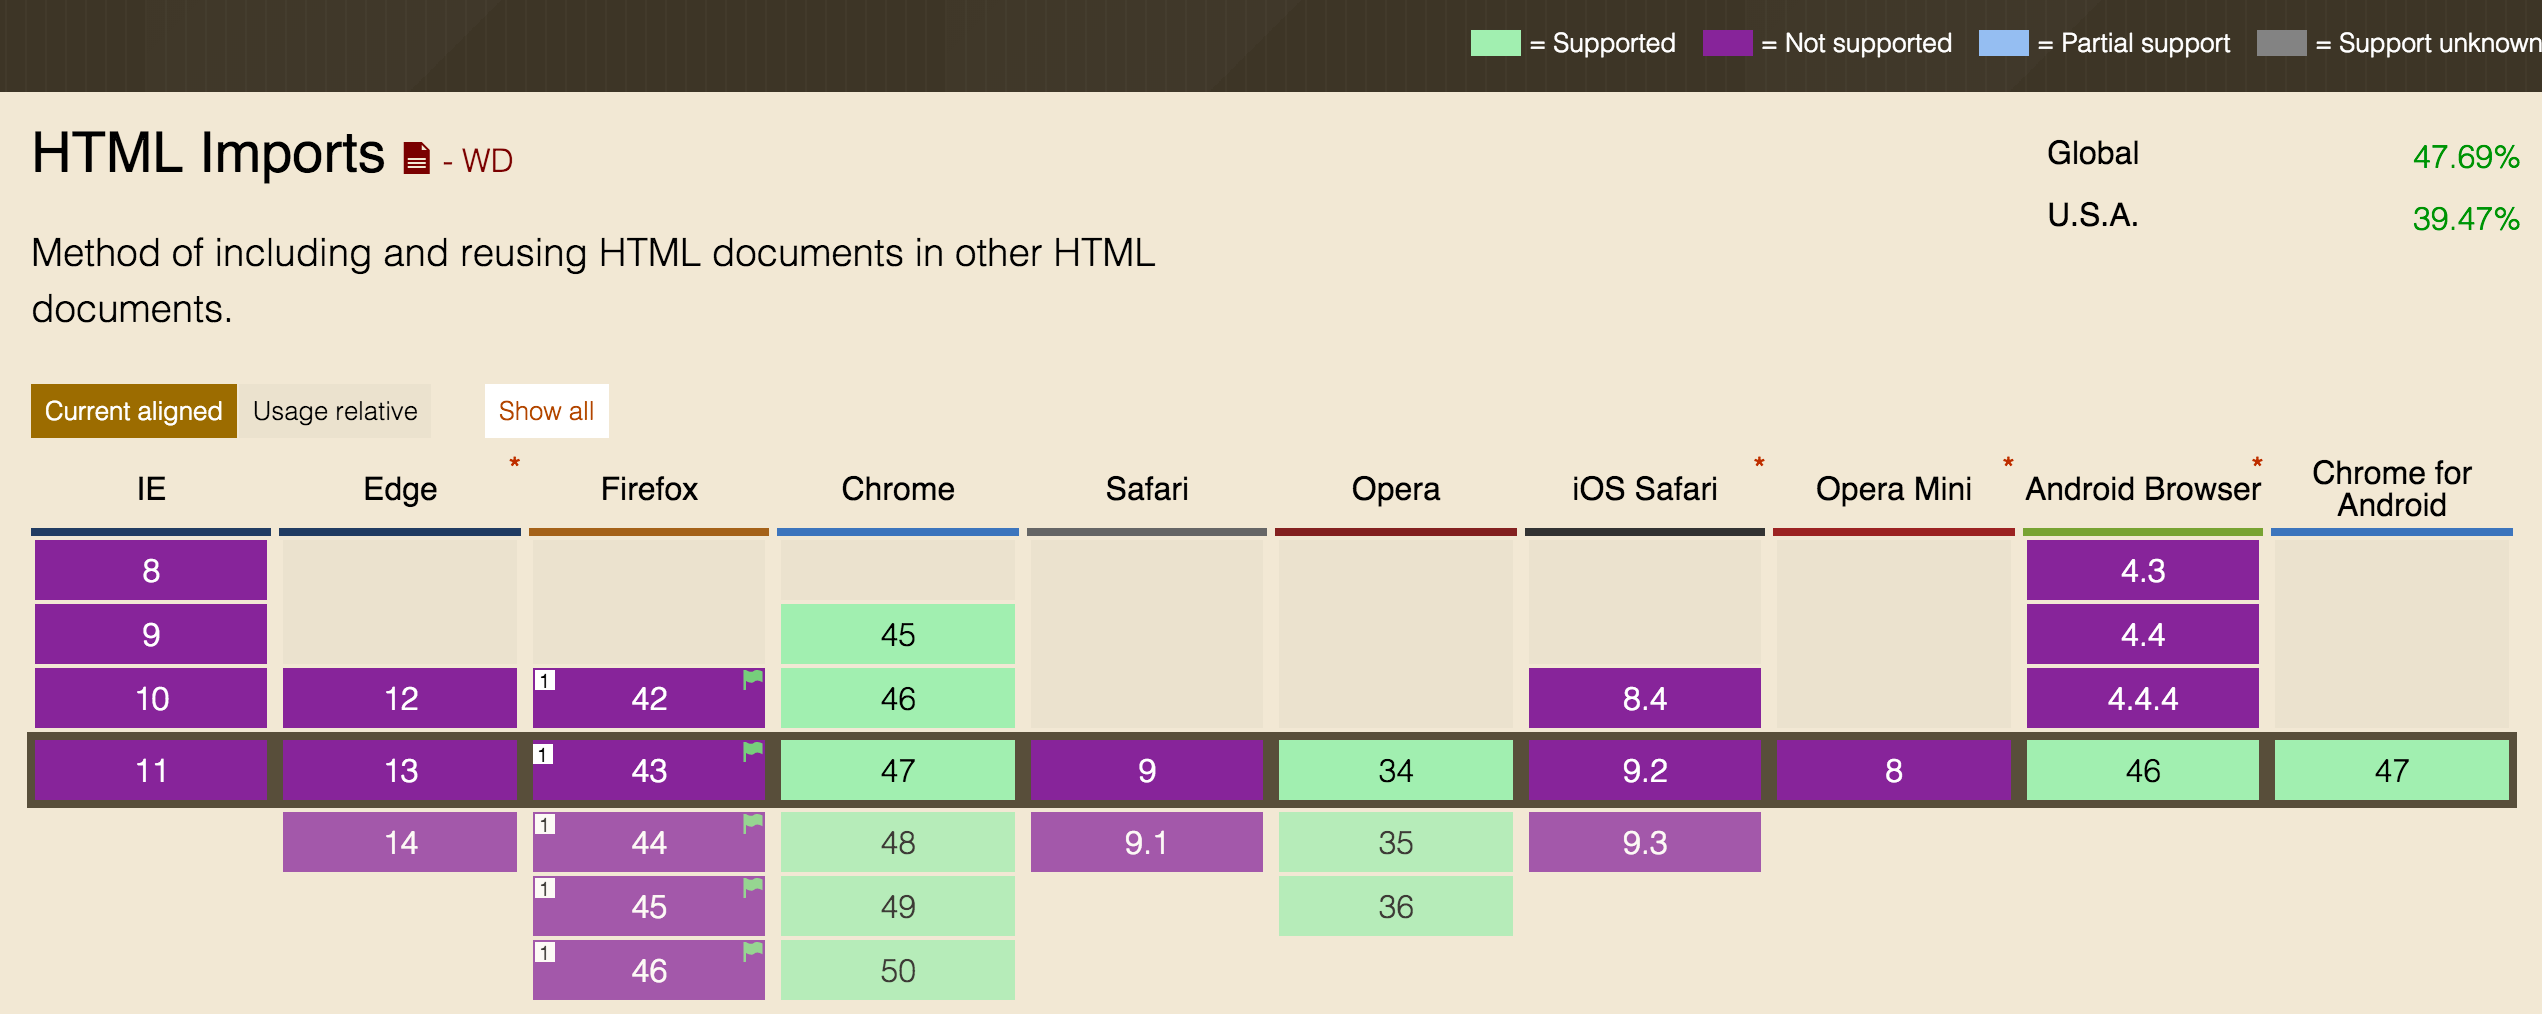 = Supported = Not supported = Partial support = Support unknown
HTML Imports - WD
Global 47.69%
U.S.A. 39.47%
Method of including and reusing HTML documents in other HTML
documents.
Current aligned Usage relative Show all
IE Edge * Firefox Chrome Safari Opera iOS Safari * Opera Mini * Android Browser * Chrome for
Android
8 4.3
9 45 4.4
10 12 1 42 46 8.4 4.4.4
11 13 1 43 47 9 34 9.2 8 46 47
14 1 44 48 9.1 35 9.3
1 45 49 36
1 46 50